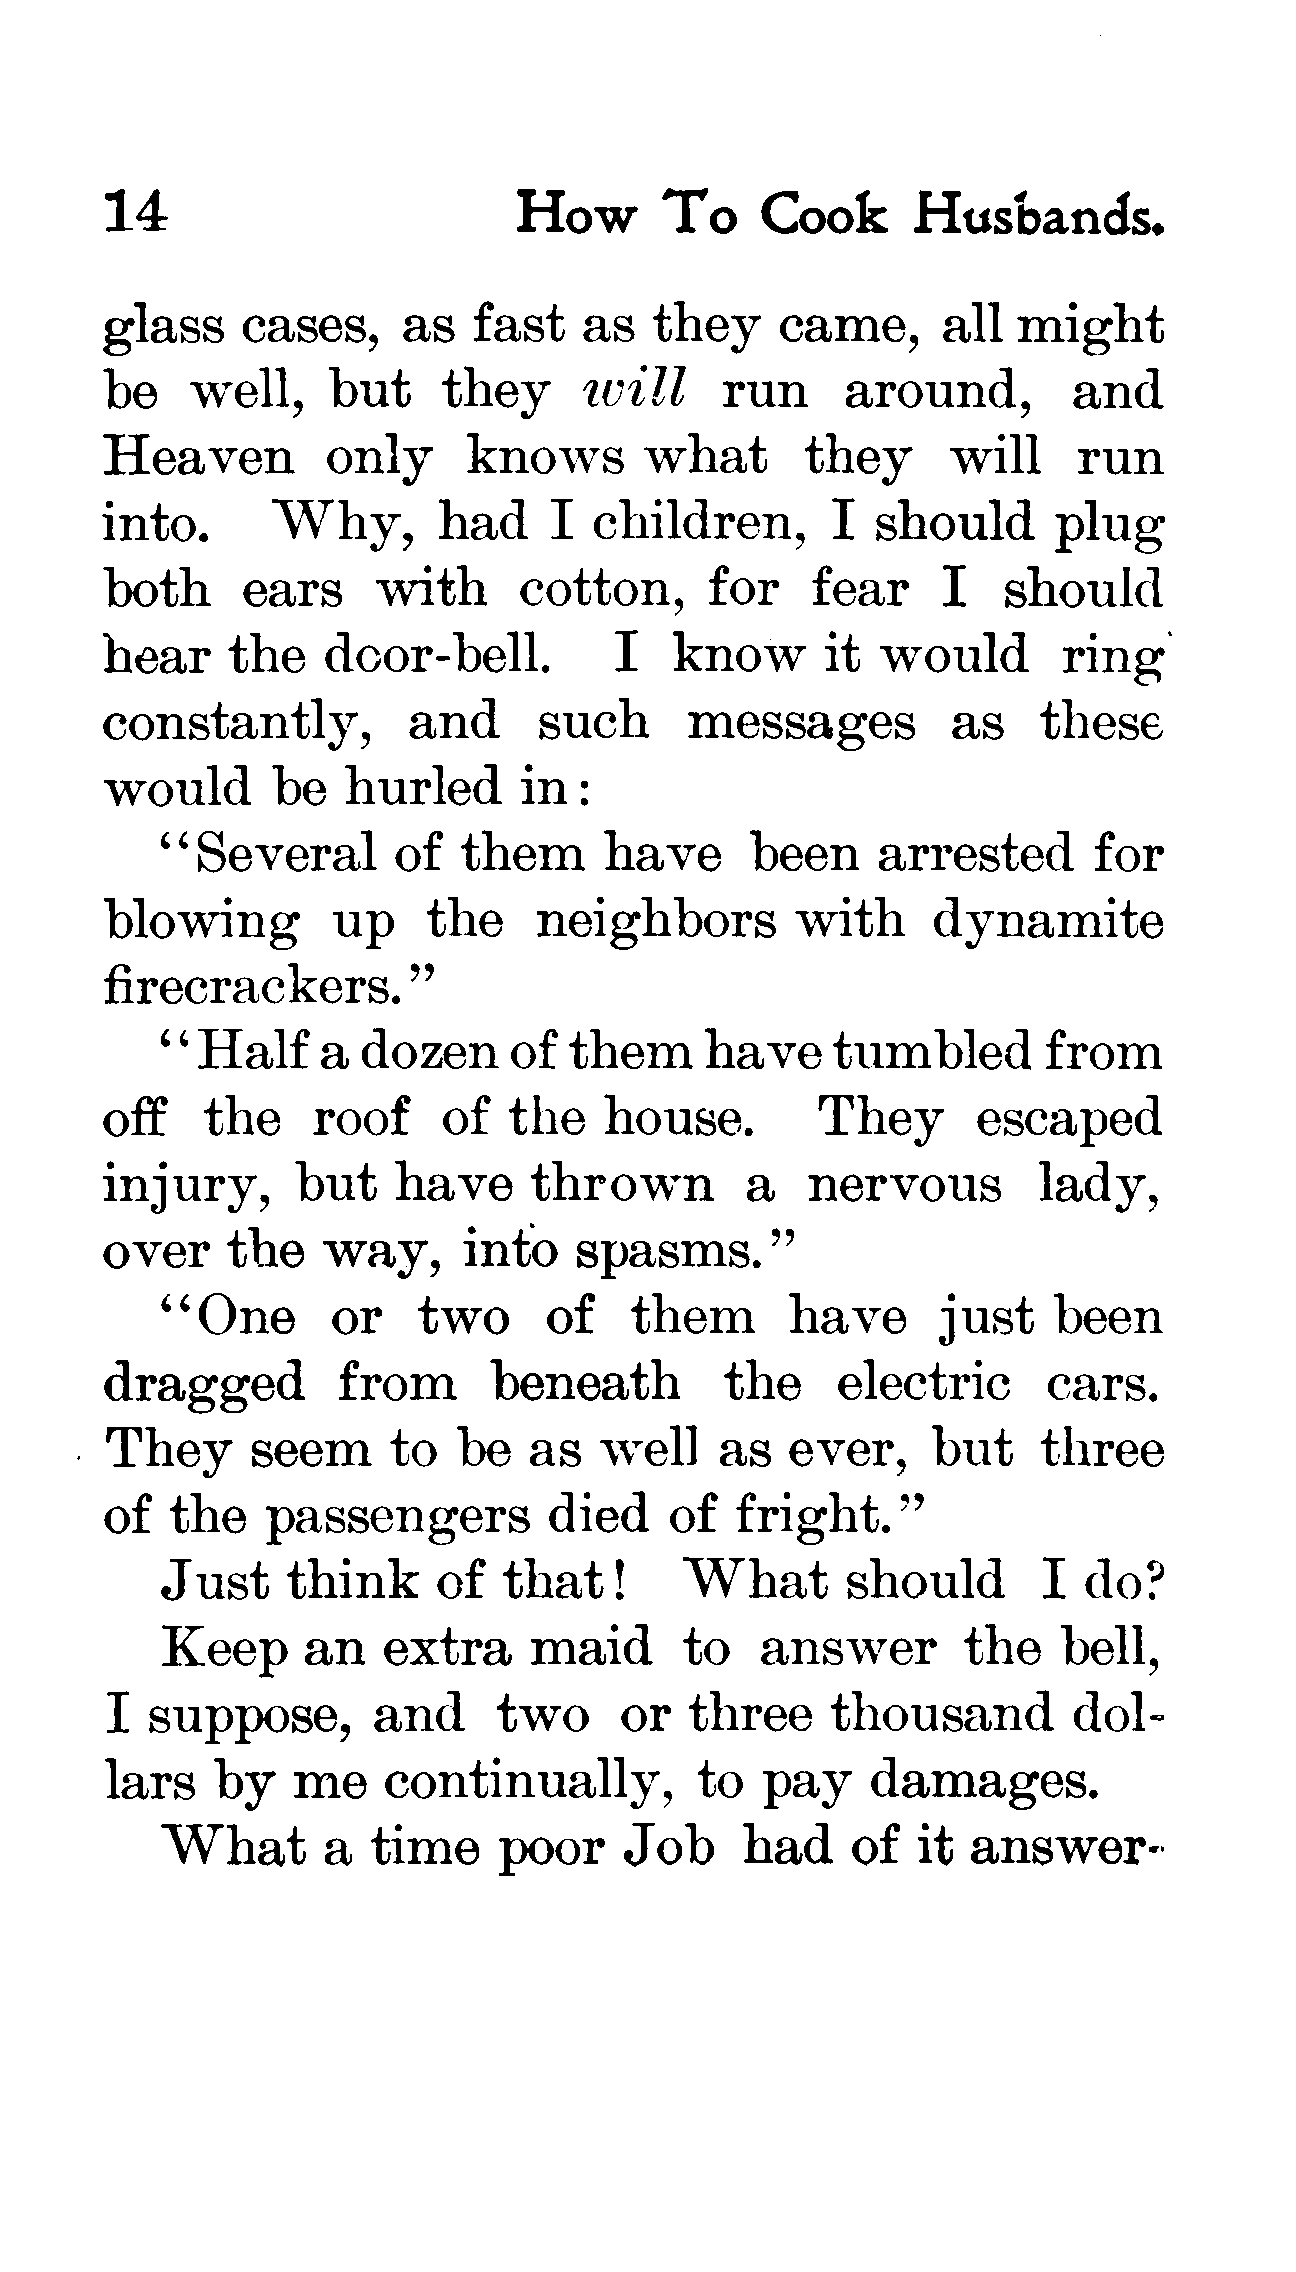 14 How To Cook Husbands.
glass cases, as fast as they came, all might
be well, but they will run around, and
Heaven only knows what they will run
into. Why, had I children, I should plug
both ears with cotton, for fear I should
hear the door-bell. I know it would ring
constantly, and such messages as these
would be hurled in:
"Several of them have been arrested for
blowing up the neighbors with dynamite
firecrackers."
"Half a dozen of them have tumbled from
off the roof of the house. They escaped
injury, but have thrown a nervous lady,
over the way, into spasms."
"One or two of them have just been
dragged from beneath the electric cars.
They seem to be as well as ever, but three
of the passengers died of fright."
Just think of that! What should I do?
Keep an extra maid to answer the bell,
I suppose, and two or three thousand dol-
lars by me continually, to pay damages.
What a time poor Job had of it answer-